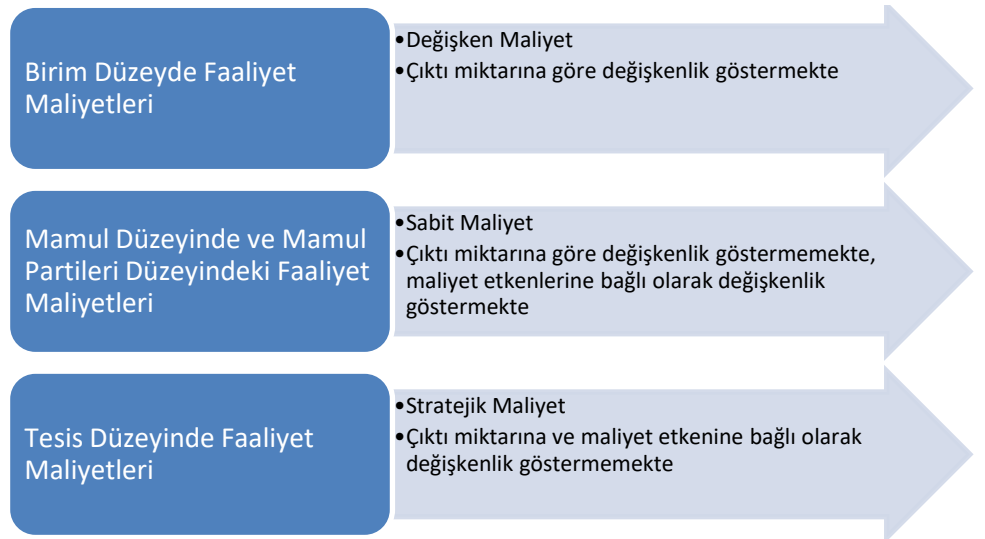 Birim Düzeyde Faaliyet
Maliyetleri
•Değişken Maliyet
•Çıktı miktarına göre değişkenlik göstermekte
Mamul Düzeyinde ve Mamul
Partileri Düzeyindeki Faaliyet
Maliyetleri
•Sabit Maliyet
•Çıktı miktarına göre değişkenlik göstermemekte,
maliyet etkenlerine bağlı olarak değişkenlik
göstermekte
Tesis Düzeyinde Faaliyet
Maliyetleri
•Stratejik Maliyet
•Çıktı miktarına ve maliyet etkenine bağlı olarak
değişkenlik göstermemekte